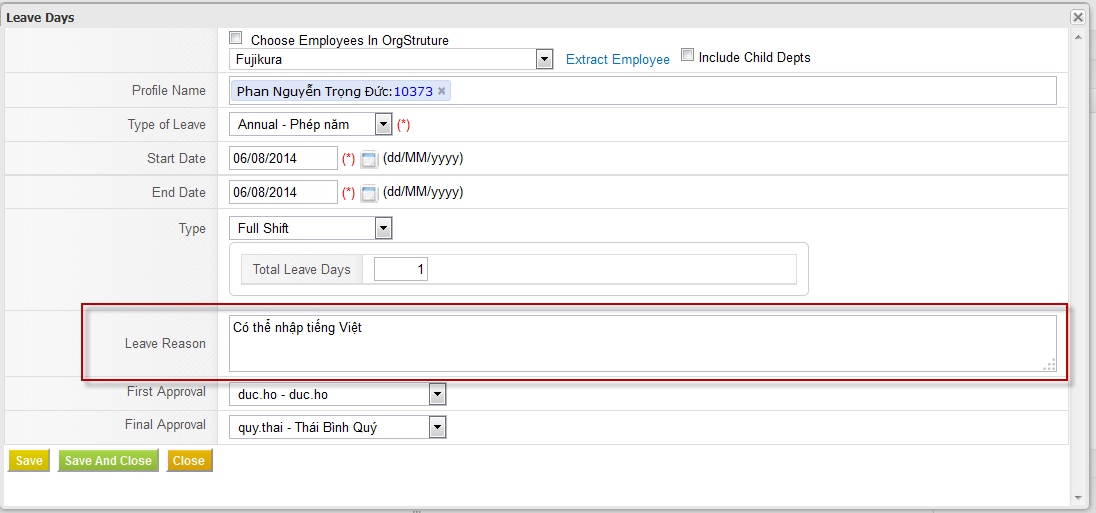 Leave Days
Choose Employees In OrgStruture
Fujikura Extract Employee Include Child Depts
Profile Name Phan Nguyễn Trọng Đức:10373
Type of Leave Annual - Phép năm (*)
Start Date 06/08/2014 (*) (dd/MM/yyyy)
End Date 06/08/2014 (*) (dd/MM/yyyy)
Type Full Shift
Total Leave Days 1
Leave Reason Có thể nhập tiếng Việt
First Approval duc.ho - duc.ho
Final Approval quy.thai - Thái Bình Quý
Save Save And Close Close